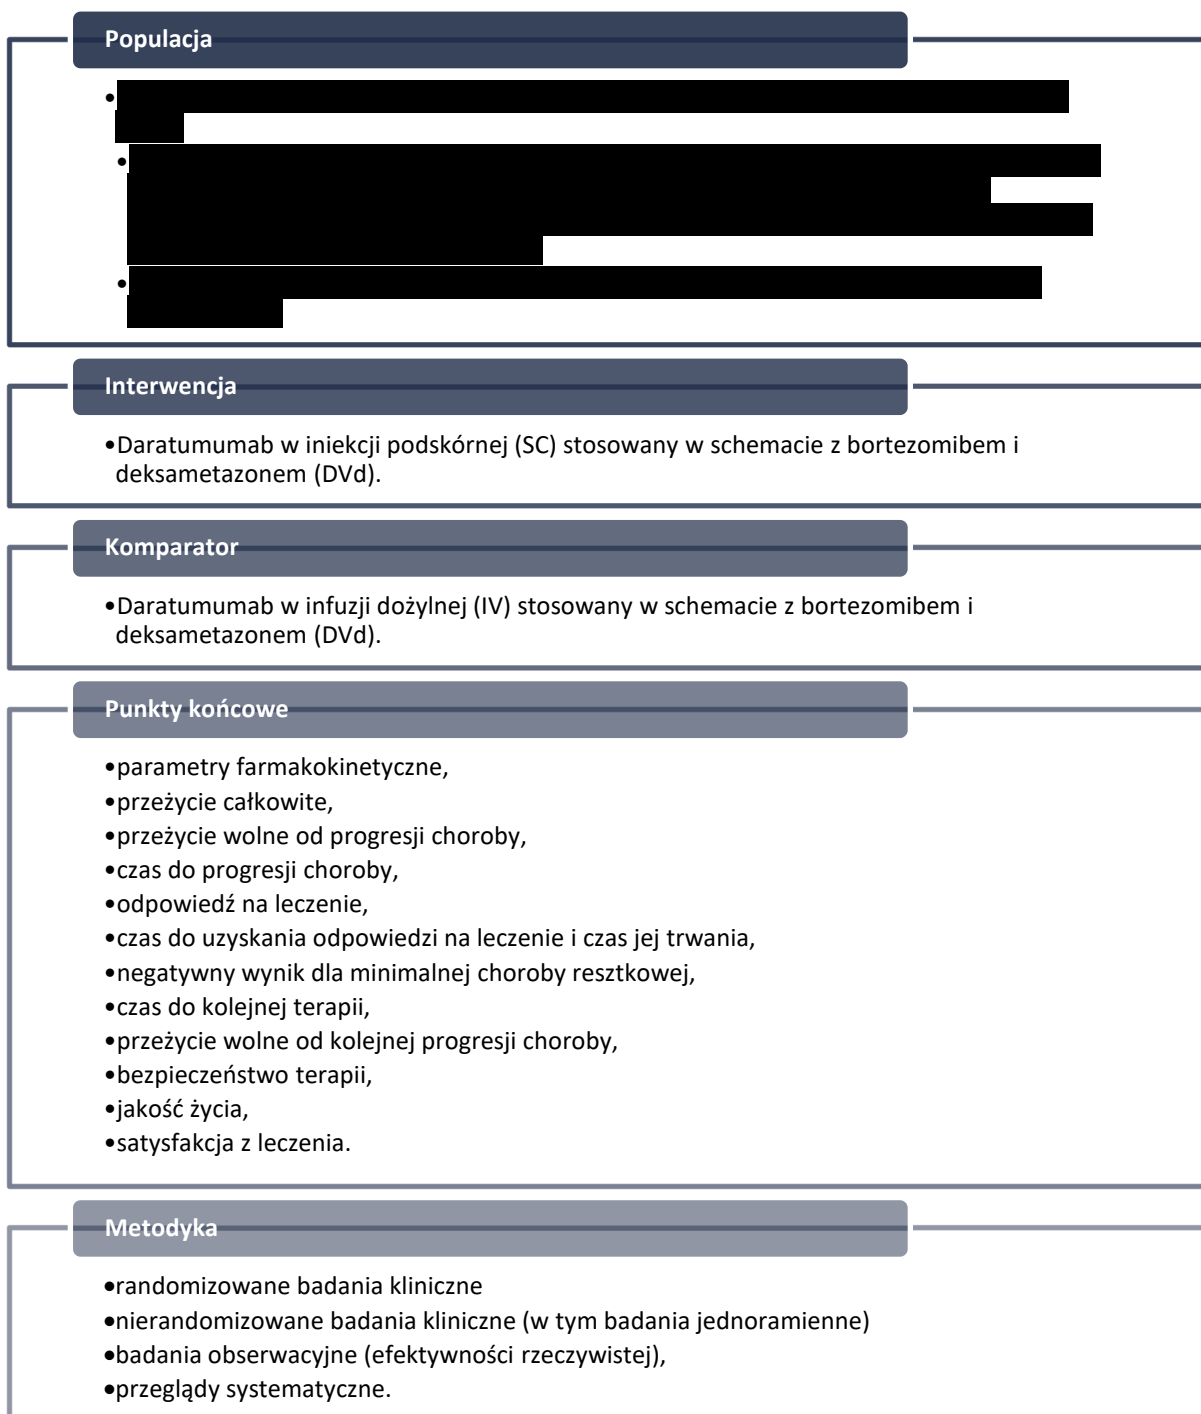 Populacja
•
•
•
Interwencja
•Daratumumab w iniekcji podskórnej (SC) stosowany w schemacie z bortezomibem i
deksametazonem (DVd).
Komparator
•Daratumumab w infuzji dożylnej (IV) stosowany w schemacie z bortezomibem i
deksametazonem (DVd).
Punkty końcowe
•parametry farmakokinetyczne,
•przeżycie całkowite,
•przeżycie wolne od progresji choroby,
•czas do progresji choroby,
•odpowiedź na leczenie,
•czas do uzyskania odpowiedzi na leczenie i czas jej trwania,
•negatywny wynik dla minimalnej choroby resztkowej,
•czas do kolejnej terapii,
•przeżycie wolne od kolejnej progresji choroby,
•bezpieczeństwo terapii,
•jakość życia,
•satysfakcja z leczenia.
Metodyka
•randomizowane badania kliniczne
•nierandomizowane badania kliniczne (w tym badania jednoramienne)
•badania obserwacyjne (efektywności rzeczywistej),
•przeglądy systematyczne.